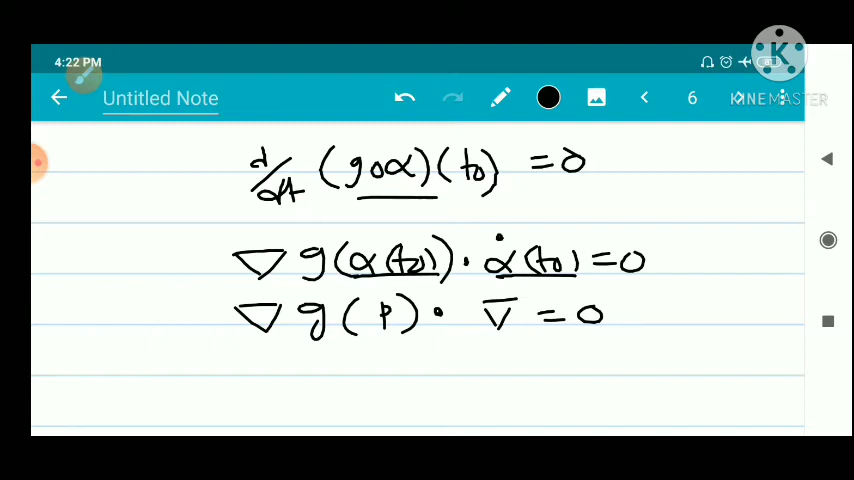 4:22 PM
Untitled Note
6
KINEMASTER
d/dt (g∘α)(t₀) = 0
∇ g(α(t₀)) · α̇(t₀) = 0
∇ g(p) · v̅ = 0